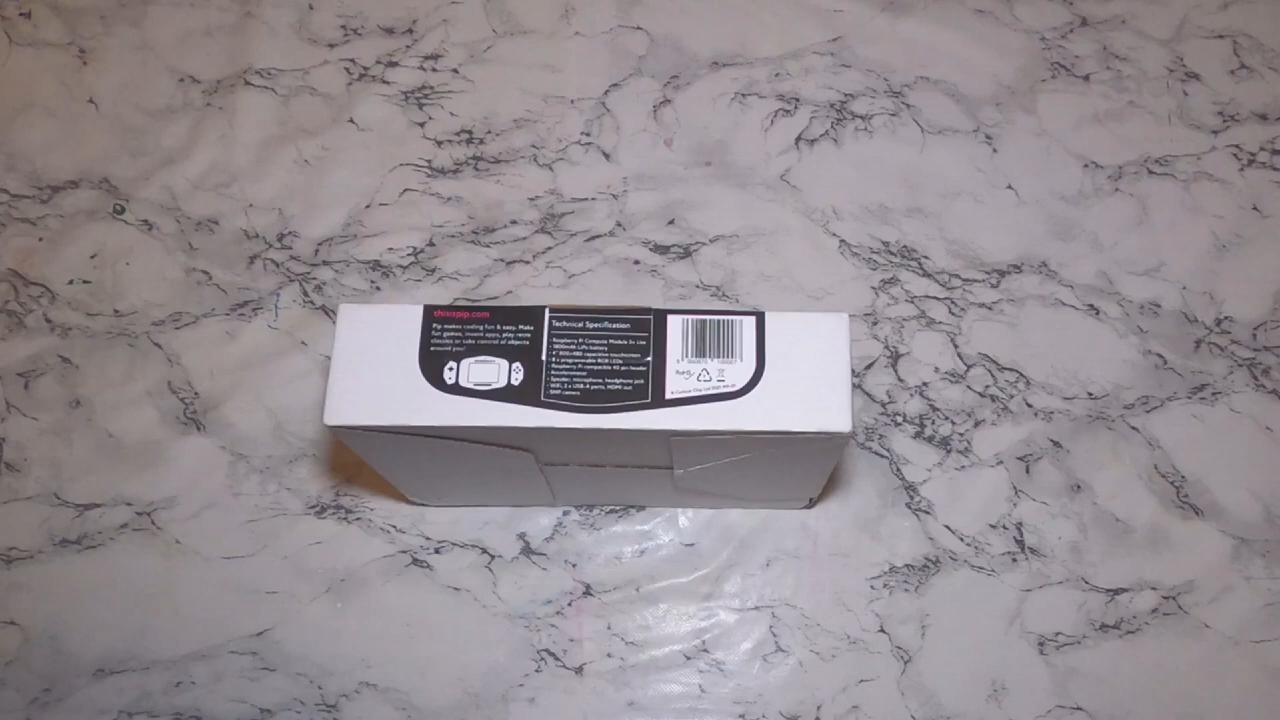 thisispip.com
Pip makes coding fun & easy. Make
fun games, invent apps, play retro
classics or take control of objects
around you!
Technical Specification
• Raspberry Pi Compute Module 3+ Lite
• 1800mAh LiPo battery
• 4" 800x480 capacitive touchscreen
• 8 x programmable RGB LEDs
• Raspberry Pi compatible 40 pin header
• Accelerometer
• Speaker, microphone, headphone jack
• WiFi, 2 x USB-A ports, HDMI out
• 5MP camera
RoHS